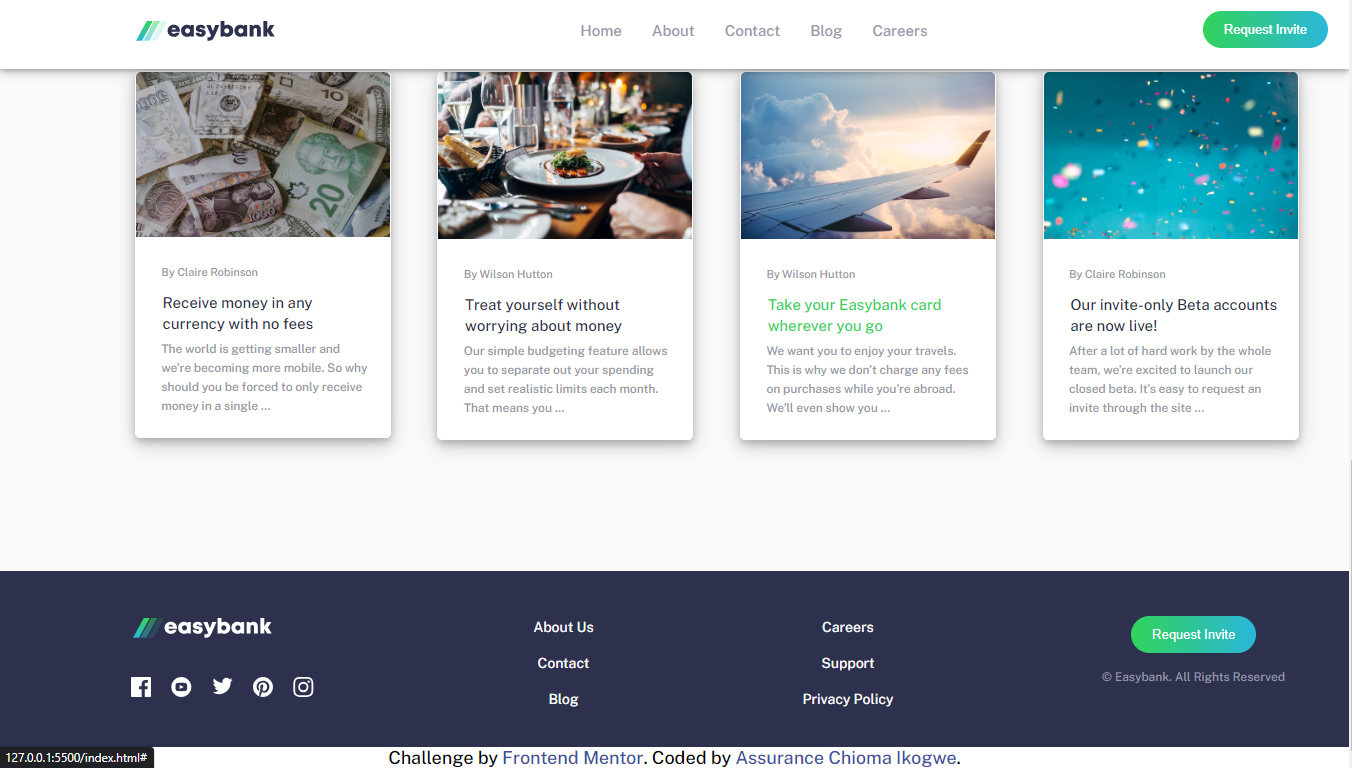 easybank
Home About Contact Blog Careers
Request Invite
By Claire Robinson
Receive money in any
currency with no fees
The world is getting smaller and
we're becoming more mobile. So why
should you be forced to only receive
money in a single ...
By Wilson Hutton
Treat yourself without
worrying about money
Our simple budgeting feature allows
you to separate out your spending
and set realistic limits each month.
That means you ...
By Wilson Hutton
Take your Easybank card
wherever you go
We want you to enjoy your travels.
This is why we don't charge any fees
on purchases while you're abroad.
We'll even show you ...
By Claire Robinson
Our invite-only Beta accounts
are now live!
After a lot of hard work by the whole
team, we're excited to launch our
closed beta. It's easy to request an
invite through the site ...
easybank
About Us
Contact
Blog
Careers
Support
Privacy Policy
Request Invite
© Easybank. All Rights Reserved
127.0.0.1:5500/index.html#
Challenge by Frontend Mentor. Coded by Assurance Chioma Ikogwe.